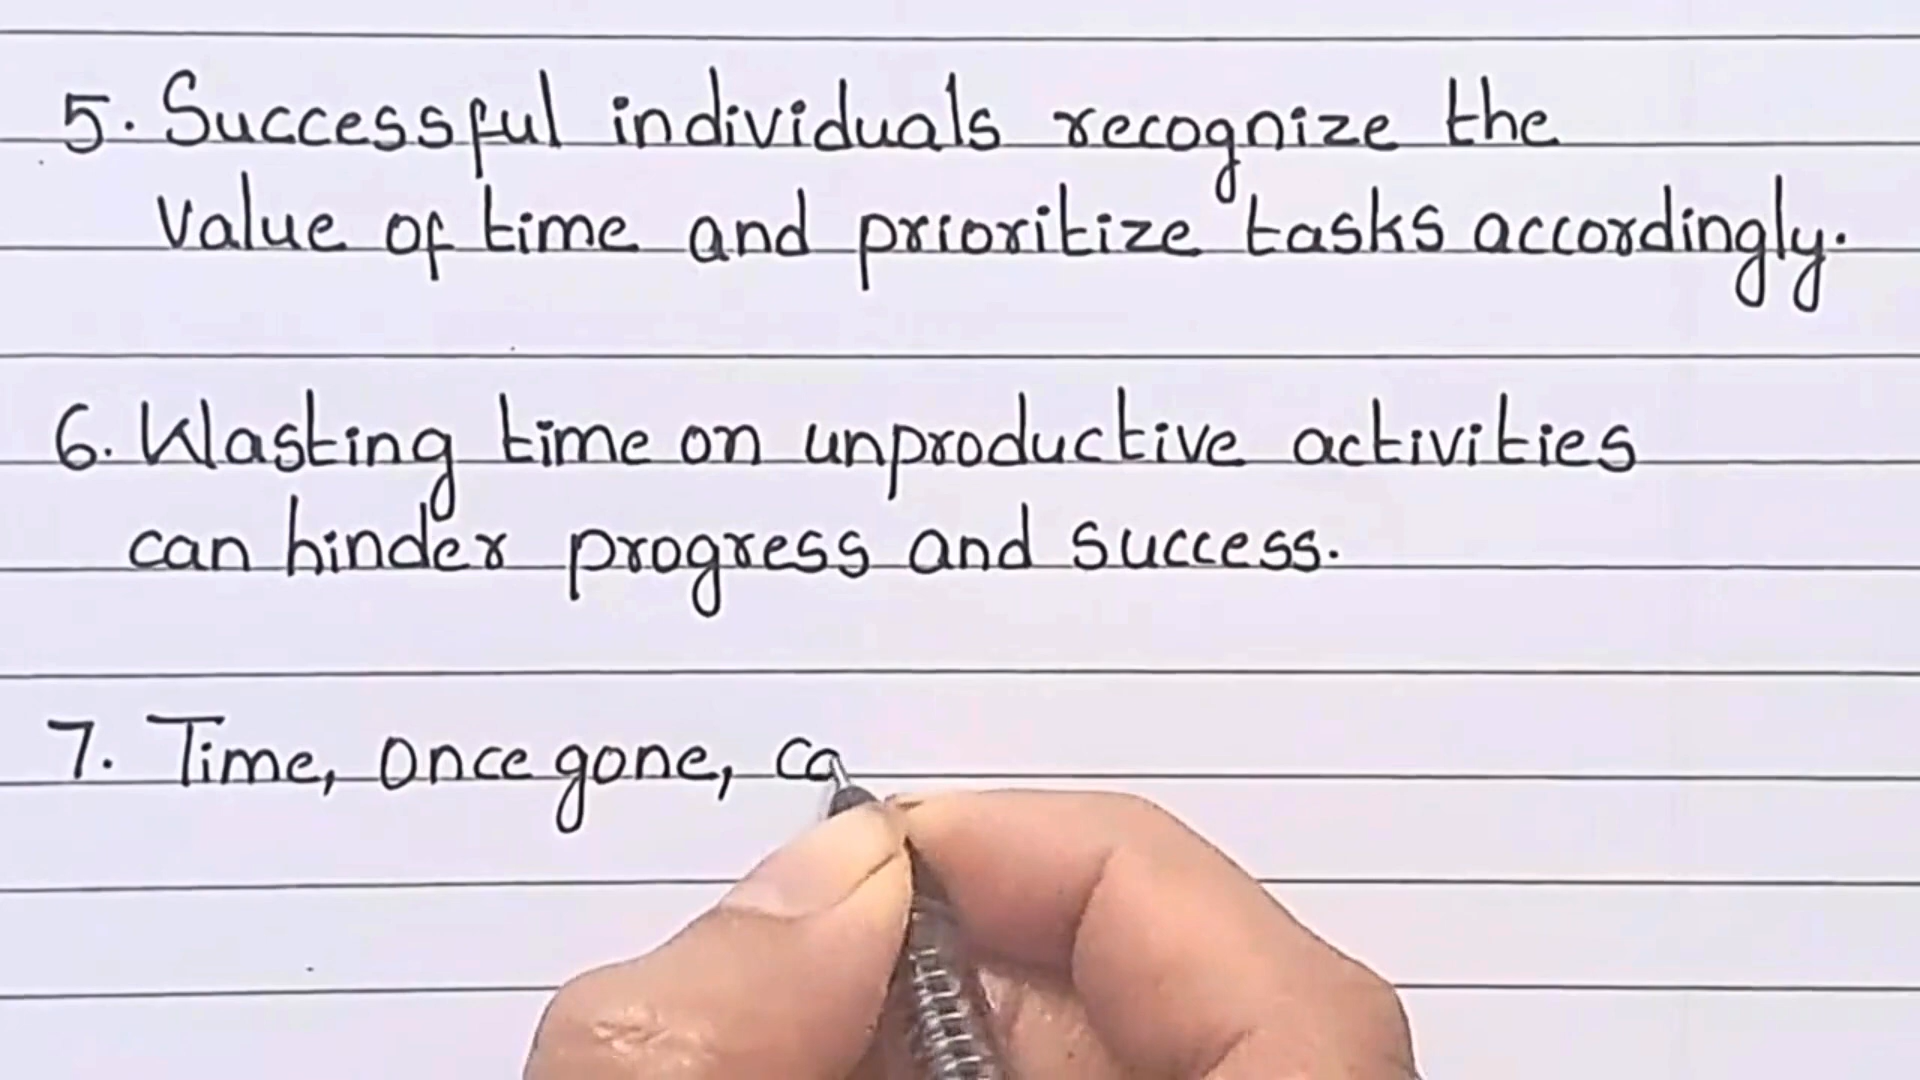 5. Successful individuals recognize the
value of time and prioritize tasks accordingly.
6. Wasting time on unproductive activities
can hinder progress and success.
7. Time, once gone, ca